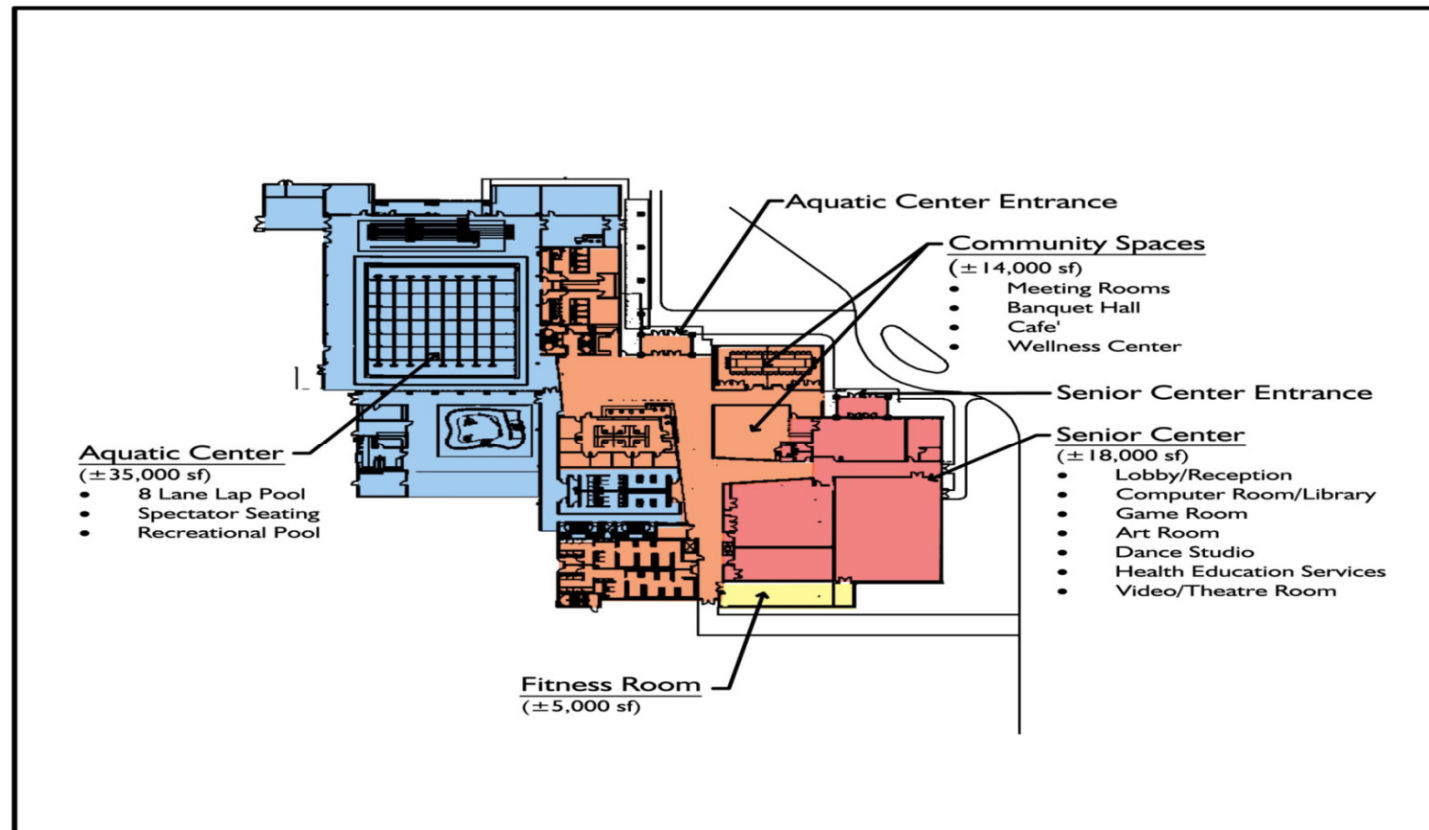 Aquatic Center Entrance
Community Spaces
(±14,000 sf)
• Meeting Rooms
• Banquet Hall
• Cafe'
• Wellness Center
Senior Center Entrance
Senior Center
(±18,000 sf)
• Lobby/Reception
• Computer Room/Library
• Game Room
• Art Room
• Dance Studio
• Health Education Services
• Video/Theatre Room
Aquatic Center
(±35,000 sf)
• 8 Lane Lap Pool
• Spectator Seating
• Recreational Pool
Fitness Room
(±5,000 sf)